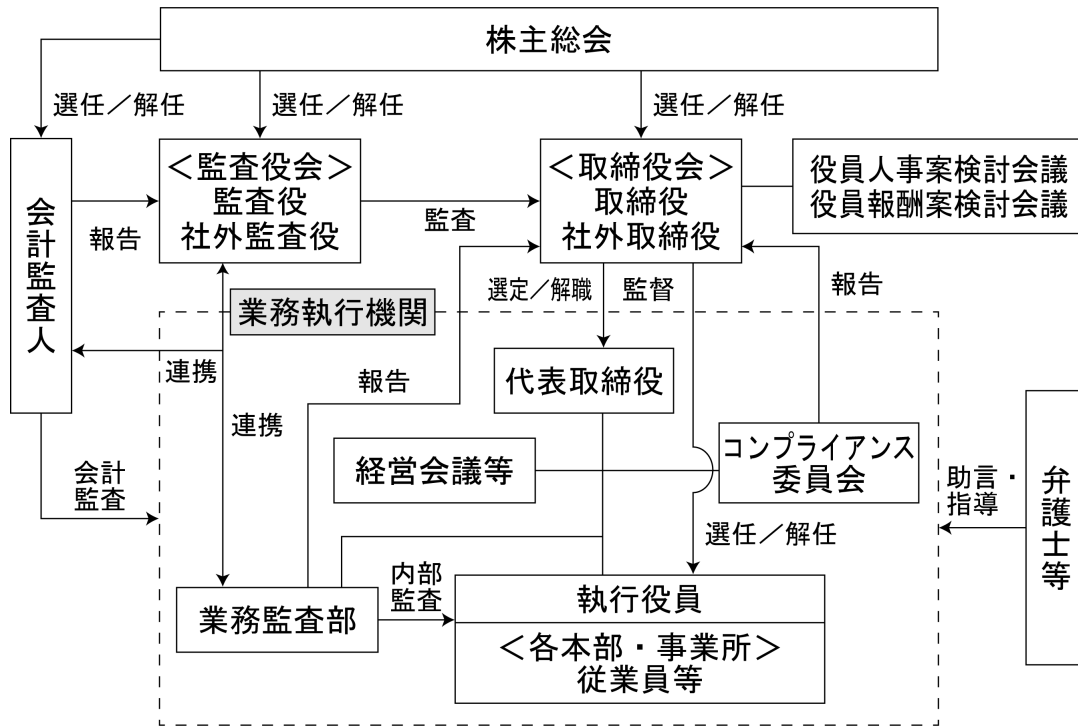 株主総会
選任／解任
選任／解任
選任／解任
会計監査人
＜監査役会＞
監査役
社外監査役
＜取締役会＞
取締役
社外取締役
役員人事案検討会議
役員報酬案検討会議
報告
監査
選定／解職
監督
報告
業務執行機関
連携
報告
代表取締役
連携
経営会議等
コンプライアンス
委員会
会計
監査
助言・
指導
弁護士等
選任／解任
内部
監査
業務監査部
執行役員
＜各本部・事業所＞
従業員等